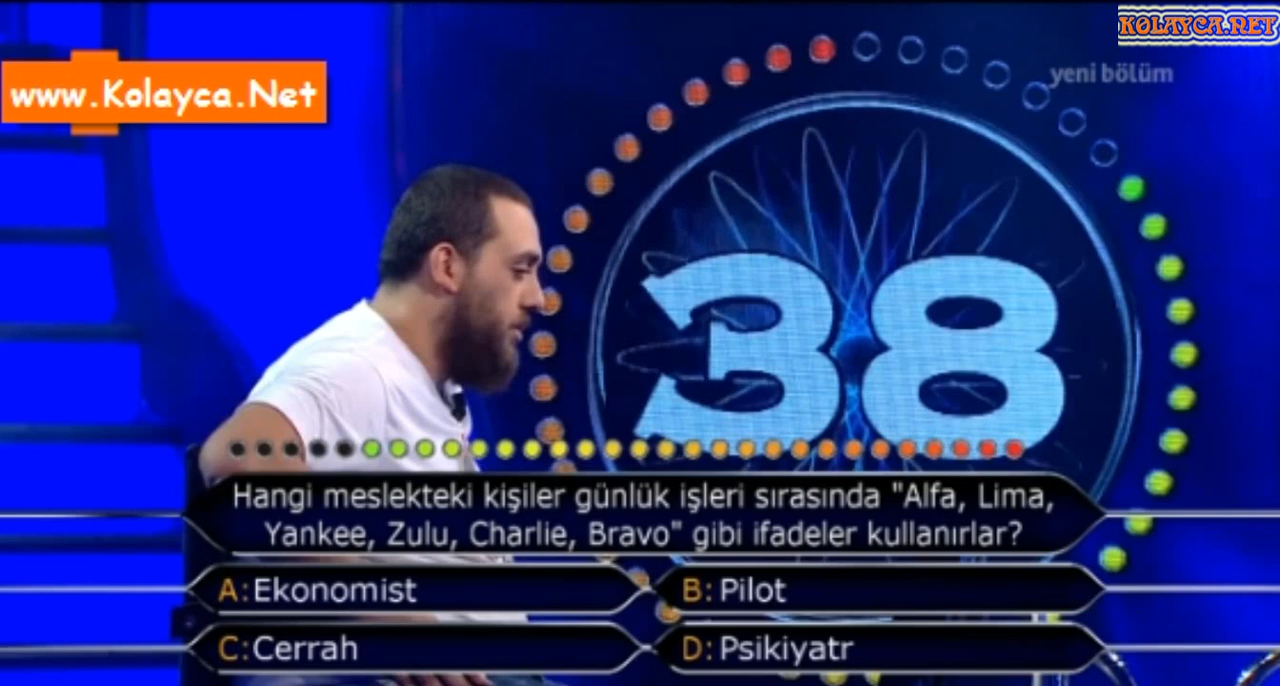 KOLAYCA.NET
yeni bölüm
www.Kolayca.Net
38
Hangi meslekteki kişiler günlük işleri sırasında "Alfa, Lima,
Yankee, Zulu, Charlie, Bravo" gibi ifadeler kullanırlar?
A: Ekonomist
B: Pilot
C: Cerrah
D: Psikiyatr